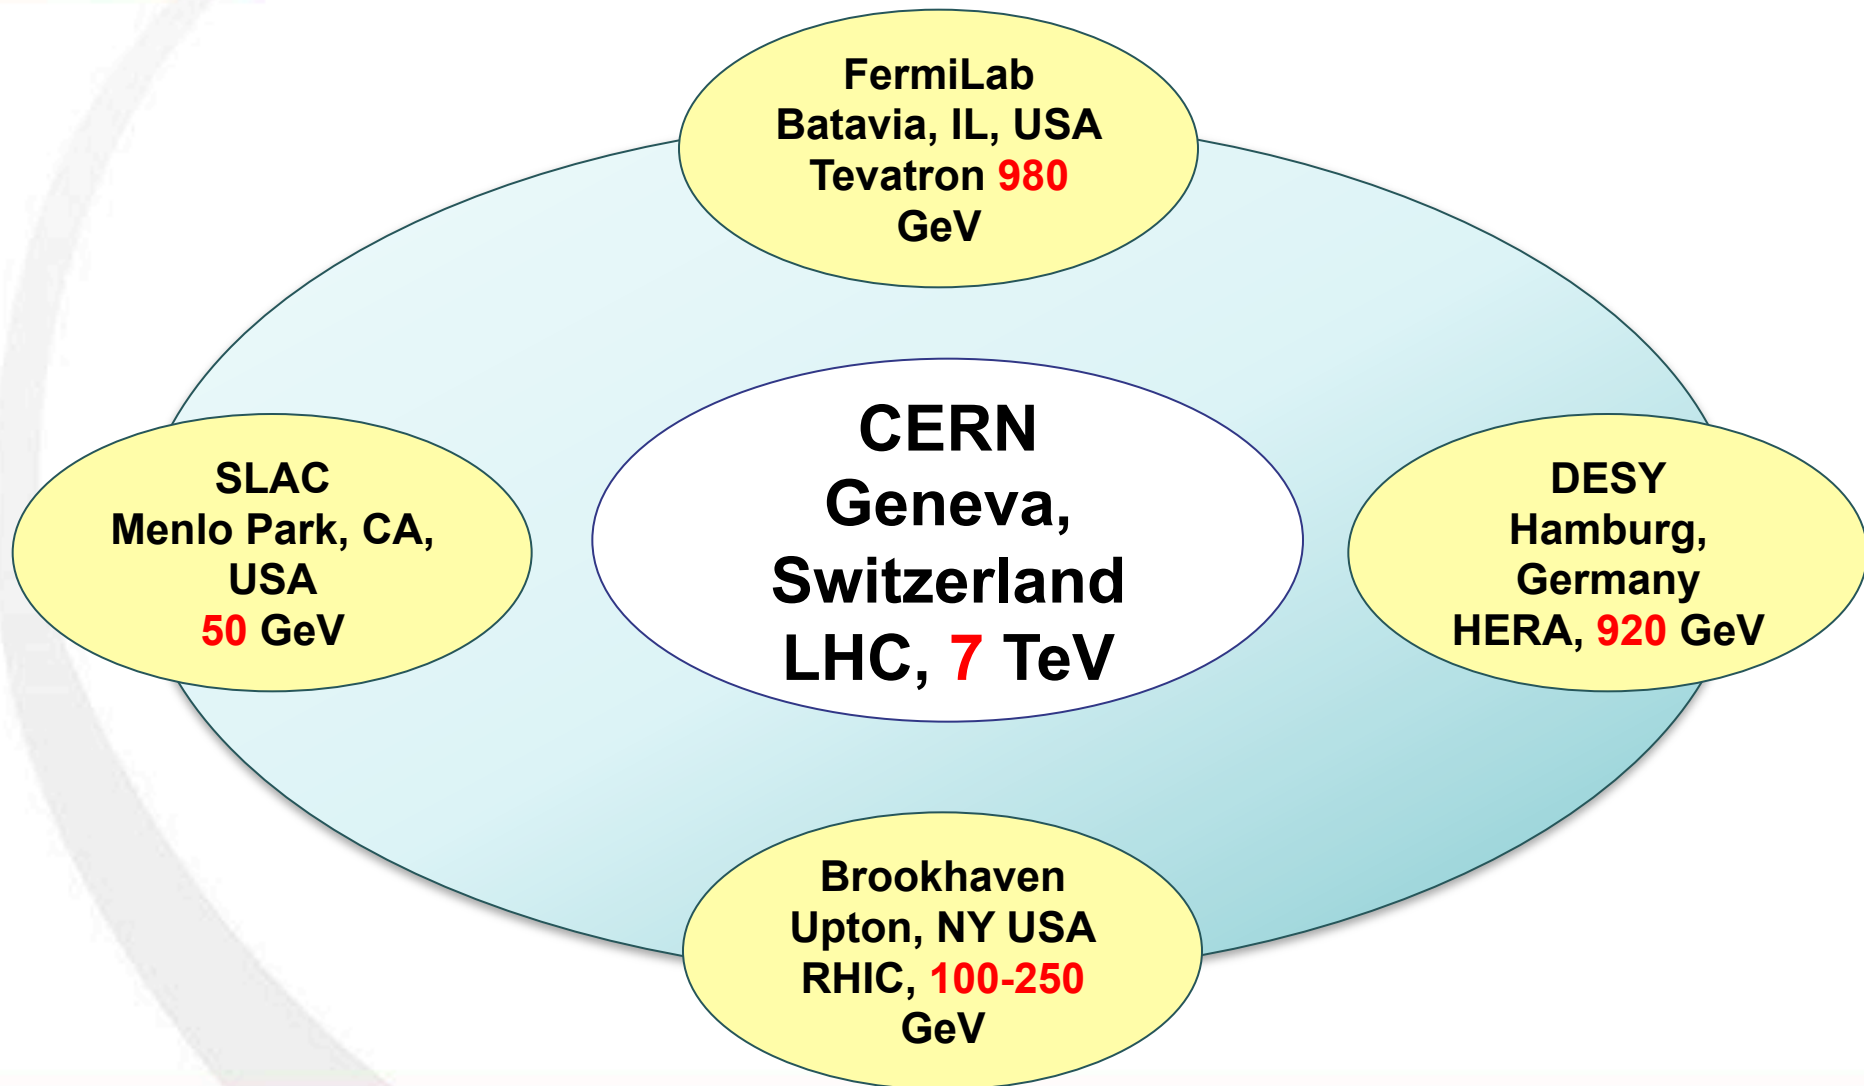 FermiLab
Batavia, IL, USA
Tevatron 980
GeV
SLAC
Menlo Park, CA,
USA
50 GeV
CERN
Geneva,
Switzerland
LHC, 7 TeV
DESY
Hamburg,
Germany
HERA, 920 GeV
Brookhaven
Upton, NY USA
RHIC, 100-250
GeV